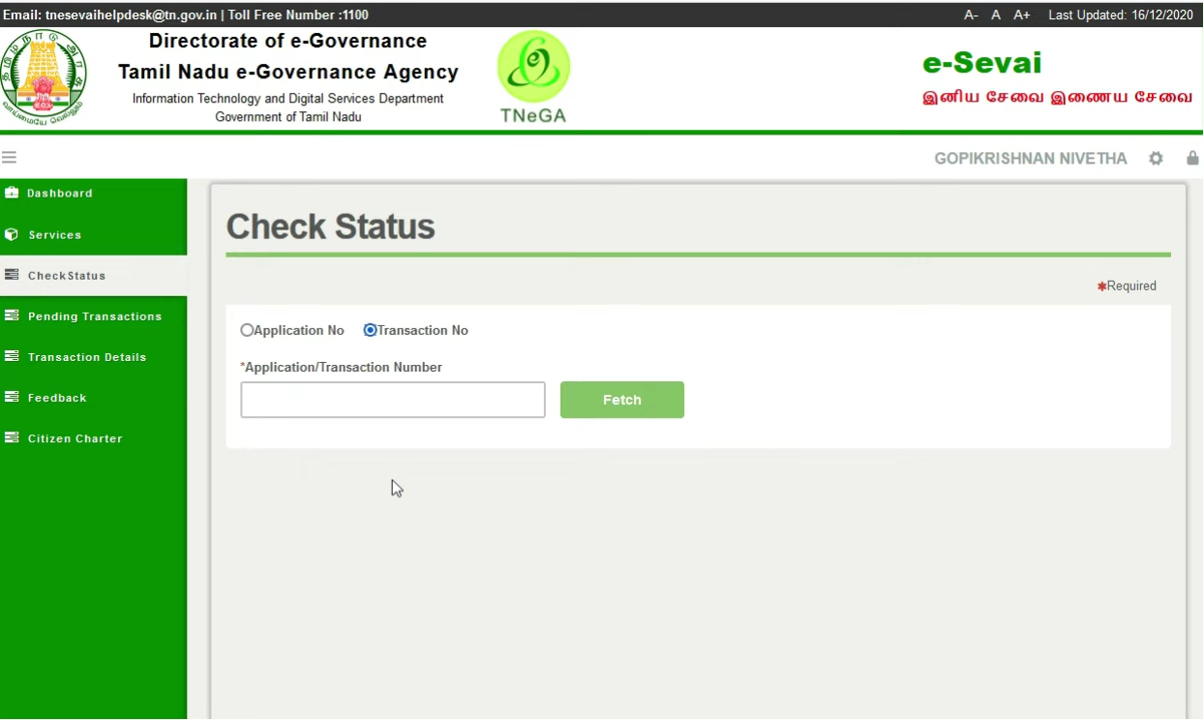 Email: tnesevaihelpdesk@tn.gov.in | Toll Free Number :1100
A- A A+ Last Updated: 16/12/2020
Directorate of e-Governance
Tamil Nadu e-Governance Agency
Information Technology and Digital Services Department
Government of Tamil Nadu
TNeGA
e-Sevai
இனிய சேவை இணைய சேவை
GOPIKRISHNAN NIVETHA
Dashboard
Services
CheckStatus
Pending Transactions
Transaction Details
Feedback
Citizen Charter
Check Status
*Required
Application No Transaction No
*Application/Transaction Number
Fetch